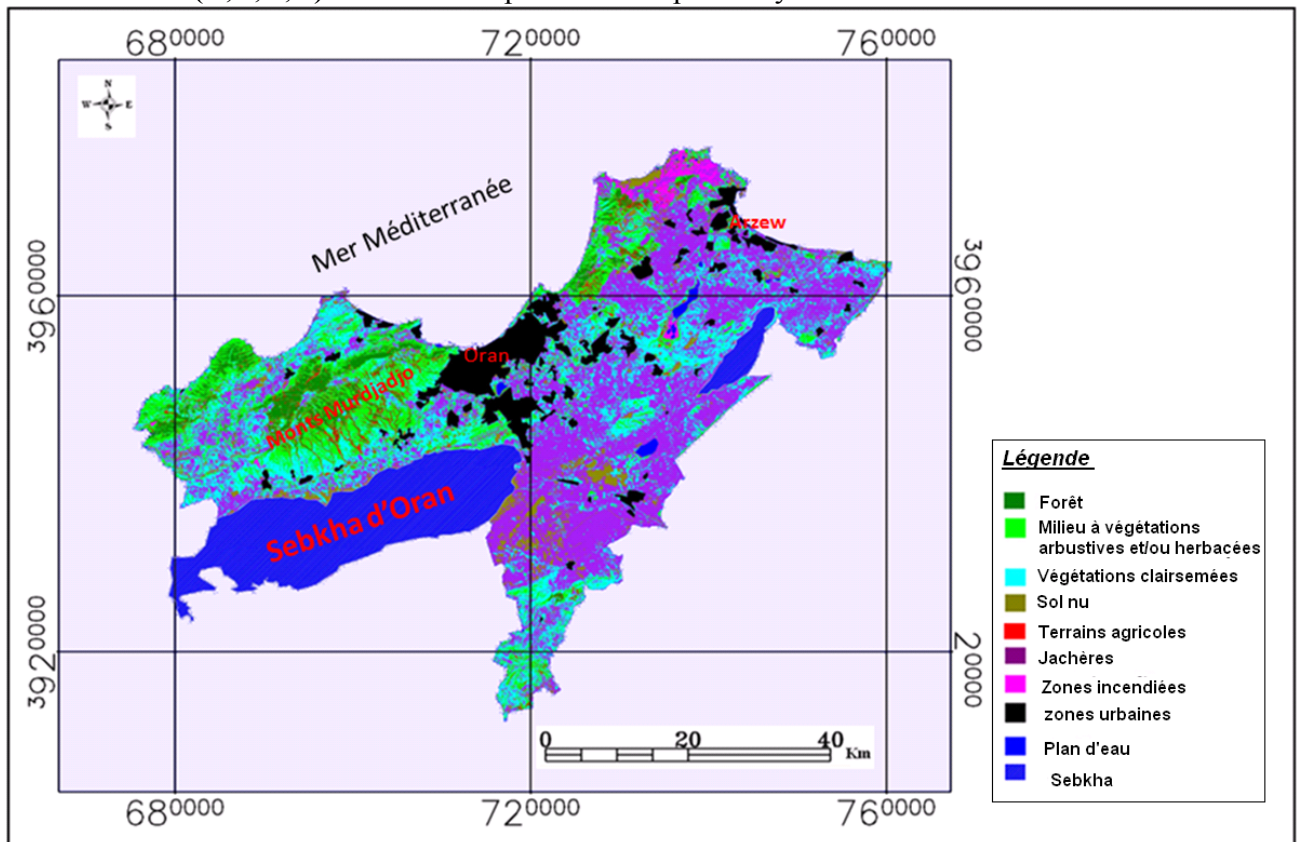 680000 720000 760000
N
W E
S
Mer Méditerranée
Arzew
3960000 3960000
Oran
Monts Murdjadjo
Sebkha d'Oran
Légende
Forêt
Milieu à végétations
arbustives et/ou herbacées
Végétations clairsemées
Sol nu
Terrains agricoles
Jachères
Zones incendiées
zones urbaines
Plan d'eau
Sebkha
3920000 20000
0 20 40
Km
680000 720000 760000